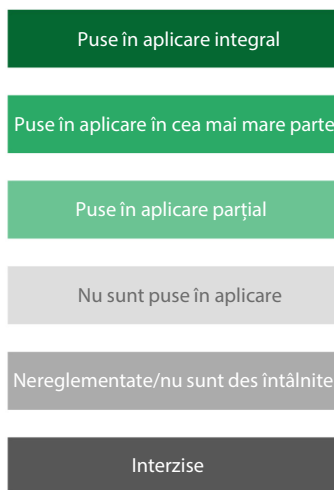 Puse în aplicare integral
Puse în aplicare în cea mai mare parte
Puse în aplicare parțial
Nu sunt puse în aplicare
Nereglementate/nu sunt des întâlnite
Interzise